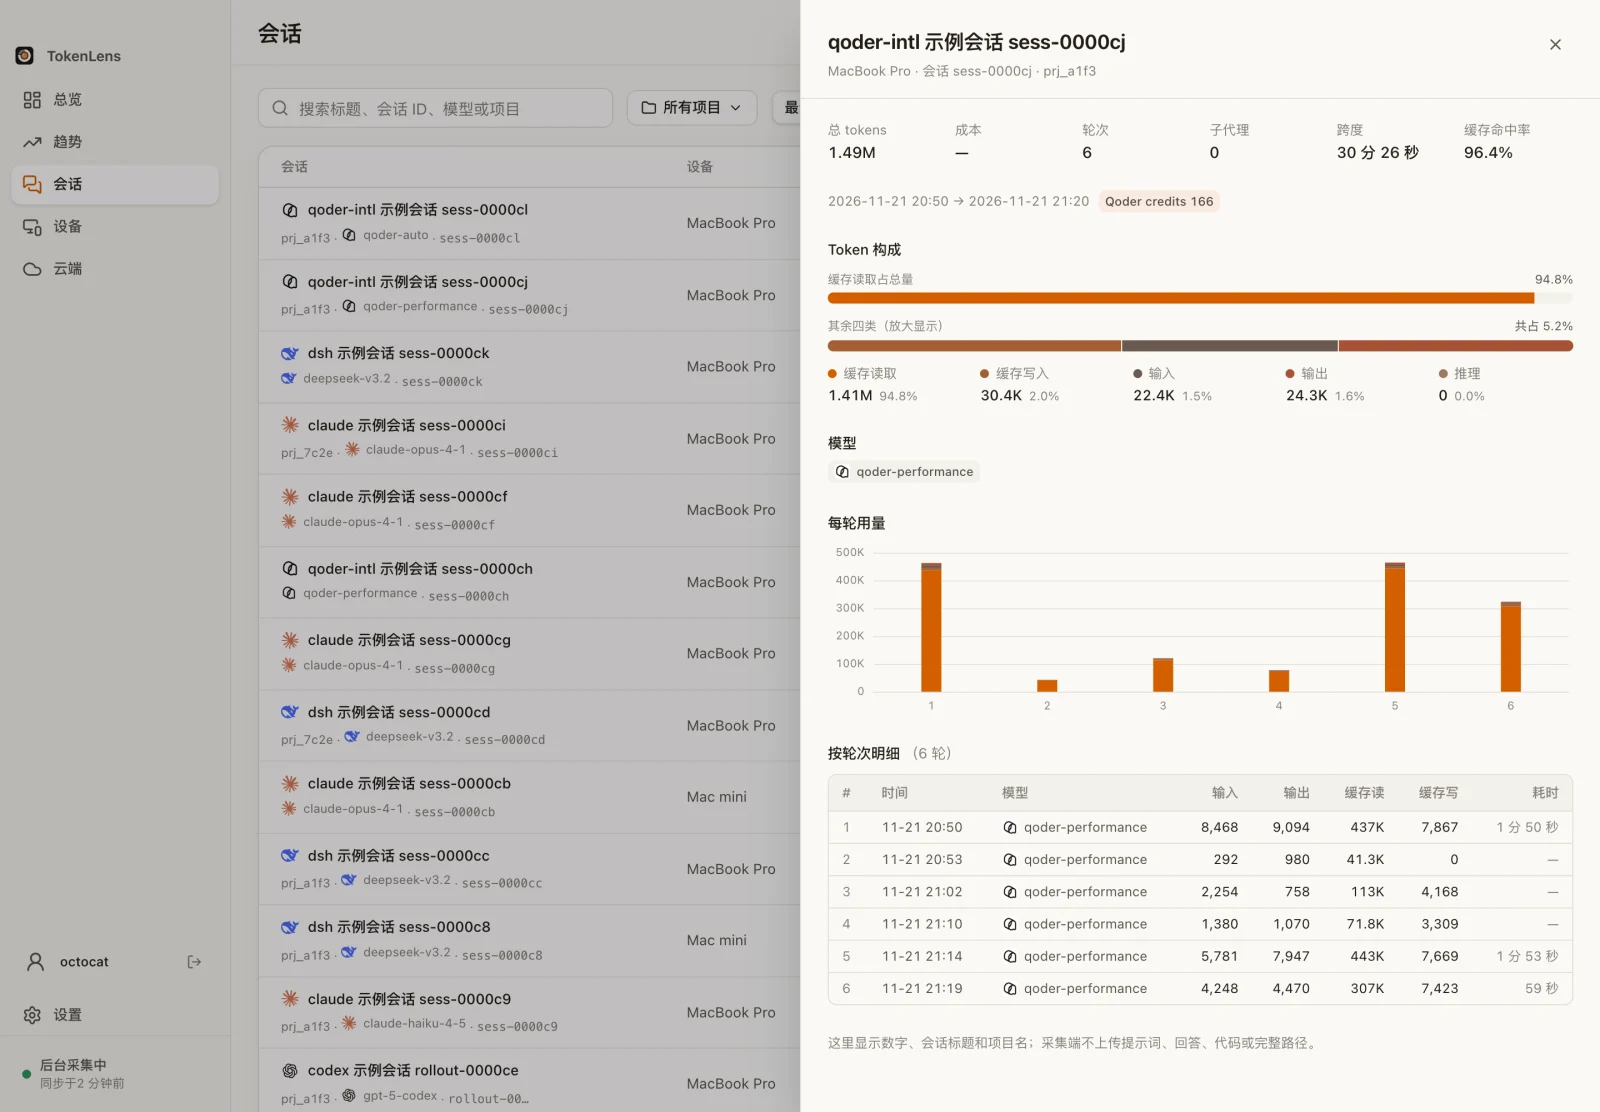 TokenLens
总览
趋势
会话
设备
云端
octocat
设置
后台采集中
同步于2 分钟前
会话
搜索标题、会话 ID、模型或项目
所有项目
最
会话 设备
qoder-intl 示例会话 sess-0000cl
prj_a1f3 · qoder-auto · sess-0000cl
MacBook Pro
qoder-intl 示例会话 sess-0000cj
prj_a1f3 · qoder-performance · sess-0000cj
MacBook Pro
dsh 示例会话 sess-0000ck
deepseek-v3.2 · sess-0000ck
MacBook Pro
claude 示例会话 sess-0000ci
prj_7c2e · claude-opus-4-1 · sess-0000ci
MacBook Pro
claude 示例会话 sess-0000cf
claude-opus-4-1 · sess-0000cf
MacBook Pro
qoder-intl 示例会话 sess-0000ch
qoder-performance · sess-0000ch
MacBook Pro
claude 示例会话 sess-0000cg
claude-opus-4-1 · sess-0000cg
MacBook Pro
dsh 示例会话 sess-0000cd
prj_7c2e · deepseek-v3.2 · sess-0000cd
MacBook Pro
claude 示例会话 sess-0000cb
claude-opus-4-1 · sess-0000cb
Mac mini
dsh 示例会话 sess-0000cc
prj_a1f3 · deepseek-v3.2 · sess-0000cc
MacBook Pro
dsh 示例会话 sess-0000c8
prj_a1f3 · deepseek-v3.2 · sess-0000c8
Mac mini
claude 示例会话 sess-0000c9
prj_a1f3 · claude-haiku-4-5 · sess-0000c9
MacBook Pro
codex 示例会话 rollout-0000ce
prj_a1f3 · gpt-5-codex · rollout-00…
MacBook Pro
qoder-intl 示例会话 sess-0000cj
MacBook Pro · 会话 sess-0000cj · prj_a1f3
总 tokens 成本 轮次 子代理 跨度 缓存命中率
1.49M — 6 0 30 分 26 秒 96.4%
2026-11-21 20:50 → 2026-11-21 21:20 Qoder credits 166
Token 构成
缓存读取占总量 94.8%
其余四类（放大显示） 共占 5.2%
缓存读取 缓存写入 输入 输出 推理
1.41M 94.8% 30.4K 2.0% 22.4K 1.5% 24.3K 1.6% 0 0.0%
模型
qoder-performance
每轮用量
500K
400K
300K
200K
100K
0
1 2 3 4 5 6
按轮次明细 （6 轮）
# 时间 模型 输入 输出 缓存读 缓存写 耗时
1 11-21 20:50 qoder-performance 8,468 9,094 437K 7,867 1 分 50 秒
2 11-21 20:53 qoder-performance 292 980 41.3K 0 —
3 11-21 21:02 qoder-performance 2,254 758 113K 4,168 —
4 11-21 21:10 qoder-performance 1,380 1,070 71.8K 3,309 —
5 11-21 21:14 qoder-performance 5,781 7,947 443K 7,669 1 分 53 秒
6 11-21 21:19 qoder-performance 4,248 4,470 307K 7,423 59 秒
这里显示数字、会话标题和项目名；采集端不上传提示词、回答、代码或完整路径。